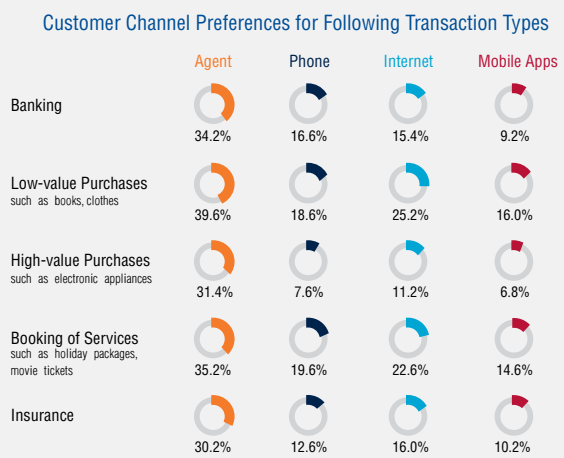 Customer Channel Preferences for Following Transaction Types
Agent Phone Internet Mobile Apps
Banking
34.2% 16.6% 15.4% 9.2%
Low-value Purchases
such as books, clothes
39.6% 18.6% 25.2% 16.0%
High-value Purchases
such as electronic appliances
31.4% 7.6% 11.2% 6.8%
Booking of Services
such as holiday packages,
movie tickets
35.2% 19.6% 22.6% 14.6%
Insurance
30.2% 12.6% 16.0% 10.2%